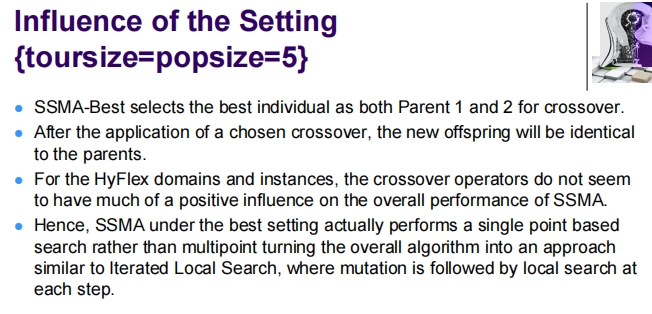 Influence of the Setting
{toursize=popsize=5}
SSMA-Best selects the best individual as both Parent 1 and 2 for crossover.
After the application of a chosen crossover, the new offspring will be identical
to the parents.
For the HyFlex domains and instances, the crossover operators do not seem
to have much of a positive influence on the overall performance of SSMA.
Hence, SSMA under the best setting actually performs a single point based
search rather than multipoint turning the overall algorithm into an approach
similar to Iterated Local Search, where mutation is followed by local search at
each step.